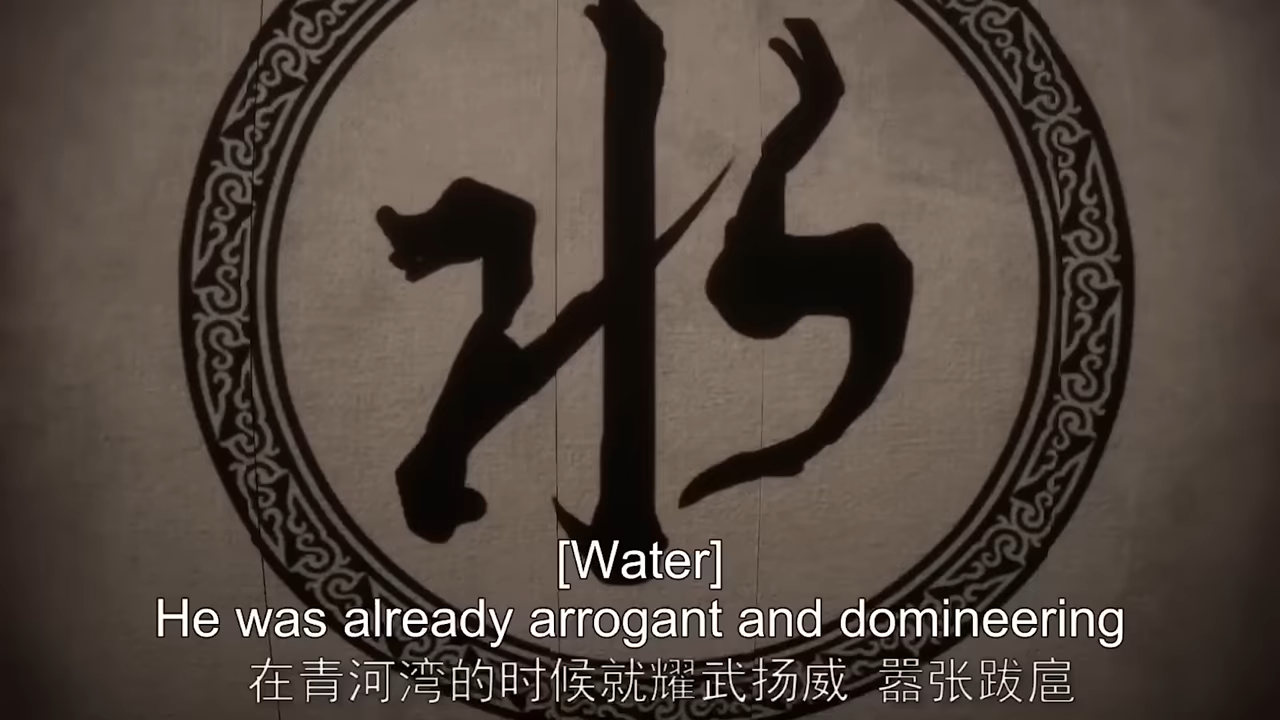 水
[Water]
He was already arrogant and domineering
在青河湾的时候就耀武扬威 嚣张跋扈